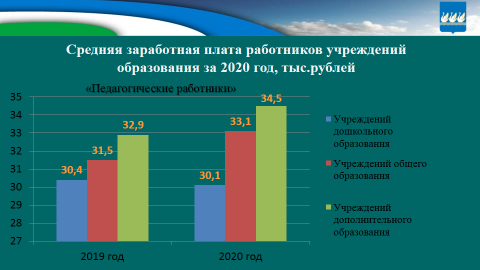 Средняя заработная плата работников учреждений
образования за 2020 год, тыс.рублей
«Педагогические работники»
35
34
33
32
31
30
29
28
27
30,4
31,5
32,9
30,1
33,1
34,5
2019 год
2020 год
Учреждений
дошкольного
образования
Учреждений общего
образования
Учреждений
дополнительного
образования